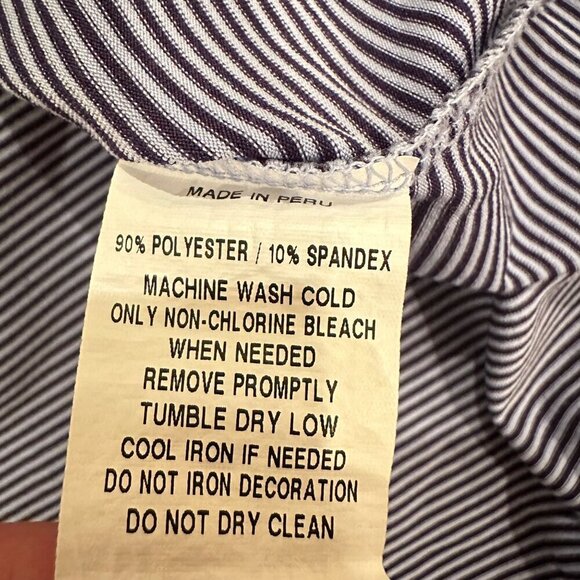 MADE IN PERU
90% POLYESTER / 10% SPANDEX
MACHINE WASH COLD
ONLY NON-CHLORINE BLEACH
WHEN NEEDED
REMOVE PROMPTLY
TUMBLE DRY LOW
COOL IRON IF NEEDED
DO NOT IRON DECORATION
DO NOT DRY CLEAN